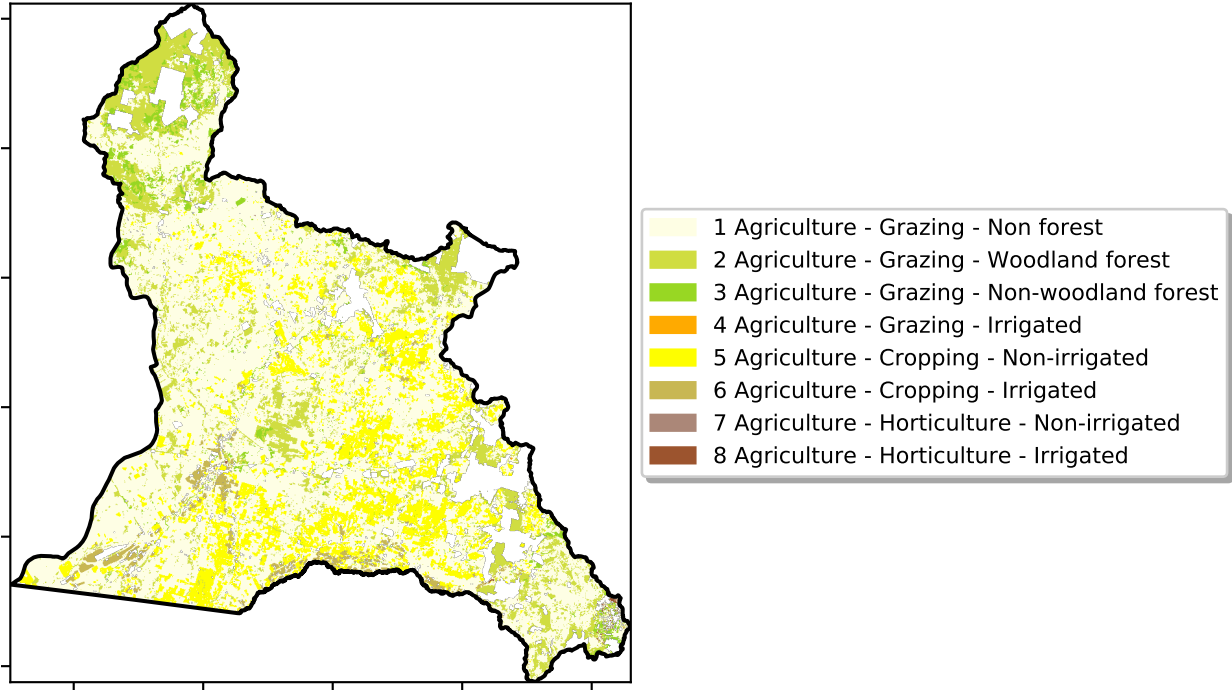 1 Agriculture - Grazing - Non forest
2 Agriculture - Grazing - Woodland forest
3 Agriculture - Grazing - Non-woodland forest
4 Agriculture - Grazing - Irrigated
5 Agriculture - Cropping - Non-irrigated
6 Agriculture - Cropping - Irrigated
7 Agriculture - Horticulture - Non-irrigated
8 Agriculture - Horticulture - Irrigated